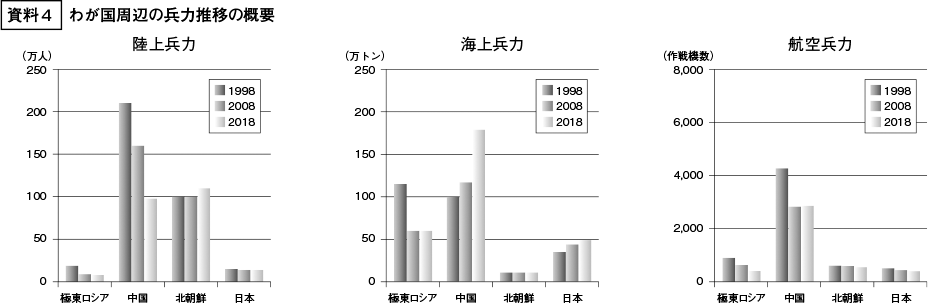 資料4 わが国周辺の兵力推移の概要
陸上兵力
（万人）
250
200
150
100
50
0
1998
2008
2018
極東ロシア 中国 北朝鮮 日本
海上兵力
（万トン）
250
200
150
100
50
0
1998
2008
2018
極東ロシア 中国 北朝鮮 日本
航空兵力
（作戦機数）
8,000
6,000
4,000
2,000
0
1998
2008
2018
極東ロシア 中国 北朝鮮 日本